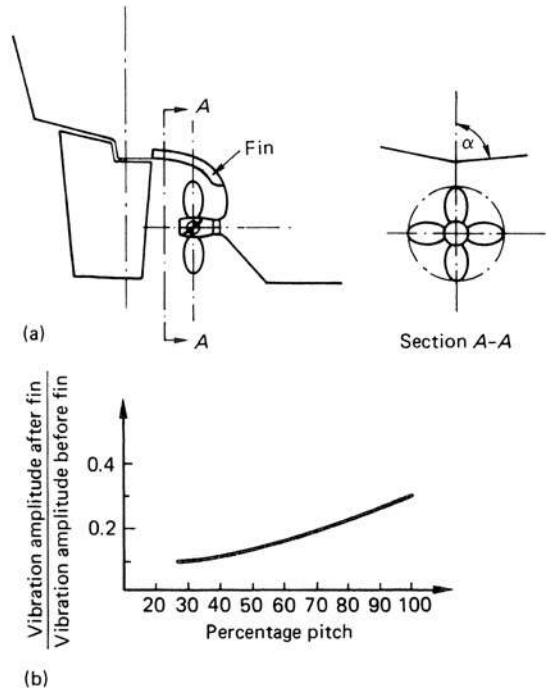 A
Fin
α
(a)
A
Section A-A
Vibration amplitude after fin
Vibration amplitude before fin
0.4
0.2
20 30 40 50 60 70 80 90 100
Percentage pitch
(b)